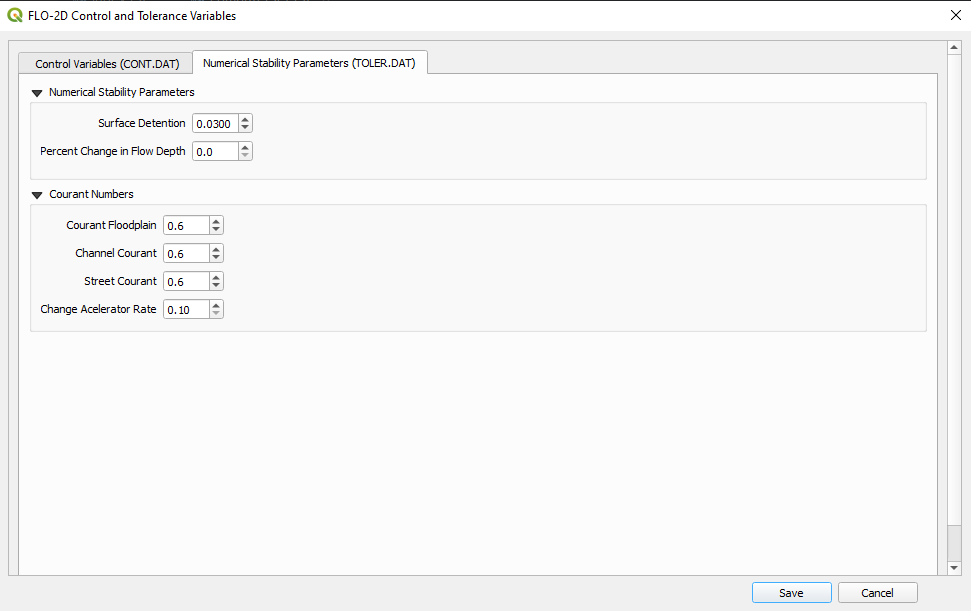 FLO-2D Control and Tolerance Variables
Control Variables (CONT.DAT)
Numerical Stability Parameters (TOLER.DAT)
Numerical Stability Parameters
Surface Detention 0.0300
Percent Change in Flow Depth 0.0
Courant Numbers
Courant Floodplain 0.6
Channel Courant 0.6
Street Courant 0.6
Change Acelerator Rate 0.10
Save
Cancel